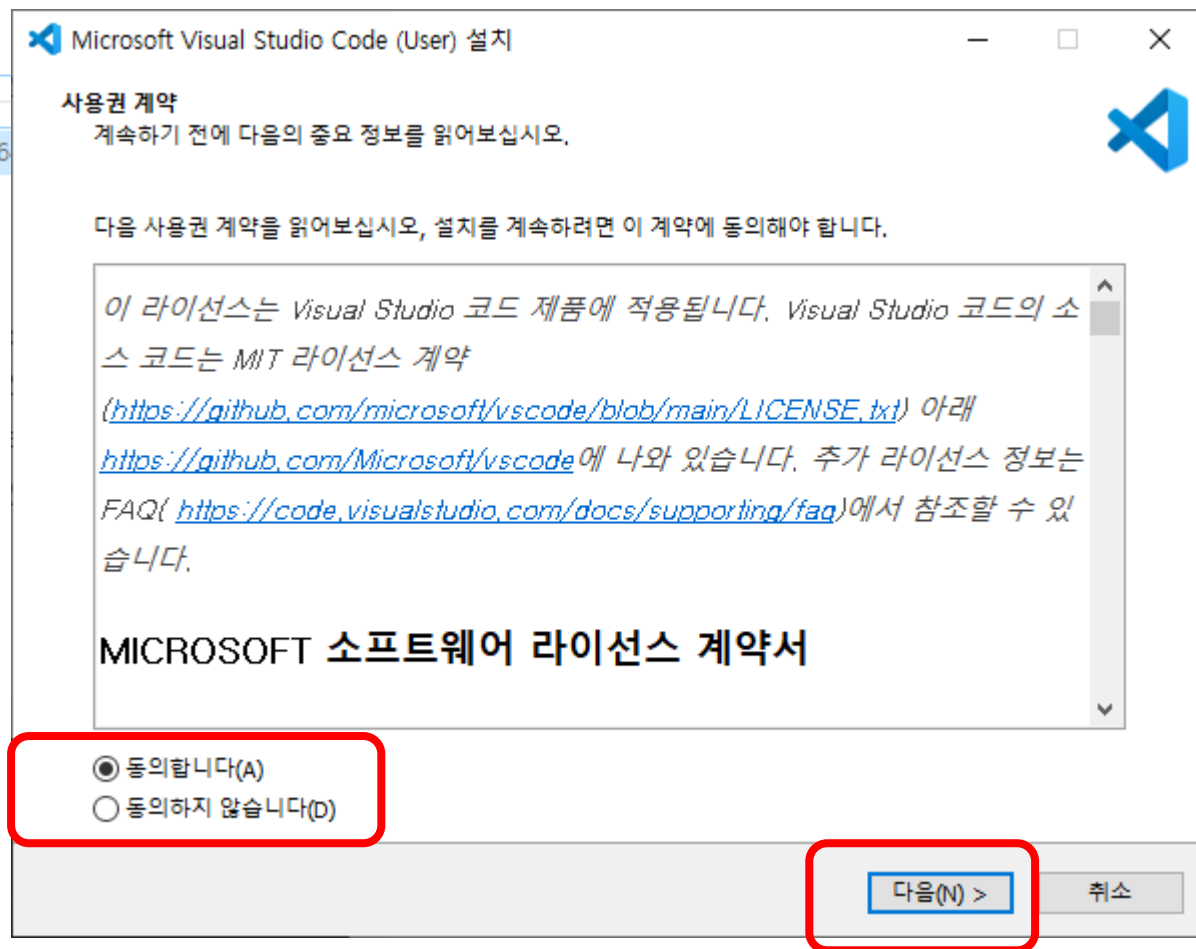 Microsoft Visual Studio Code (User) 설치
사용권 계약
계속하기 전에 다음의 중요 정보를 읽어보십시오.
다음 사용권 계약을 읽어보십시오, 설치를 계속하려면 이 계약에 동의해야 합니다.
이 라이선스는 Visual Studio 코드 제품에 적용됩니다. Visual Studio 코드의 소
스 코드는 MIT 라이선스 계약
(https://github.com/microsoft/vscode/blob/main/LICENSE.txt) 아래
https://github.com/Microsoft/vscode에 나와 있습니다. 추가 라이선스 정보는
FAQ( https://code.visualstudio.com/docs/supporting/faq)에서 참조할 수 있
습니다.
MICROSOFT 소프트웨어 라이선스 계약서
동의합니다(A)
동의하지 않습니다(D)
다음(N) >
취소